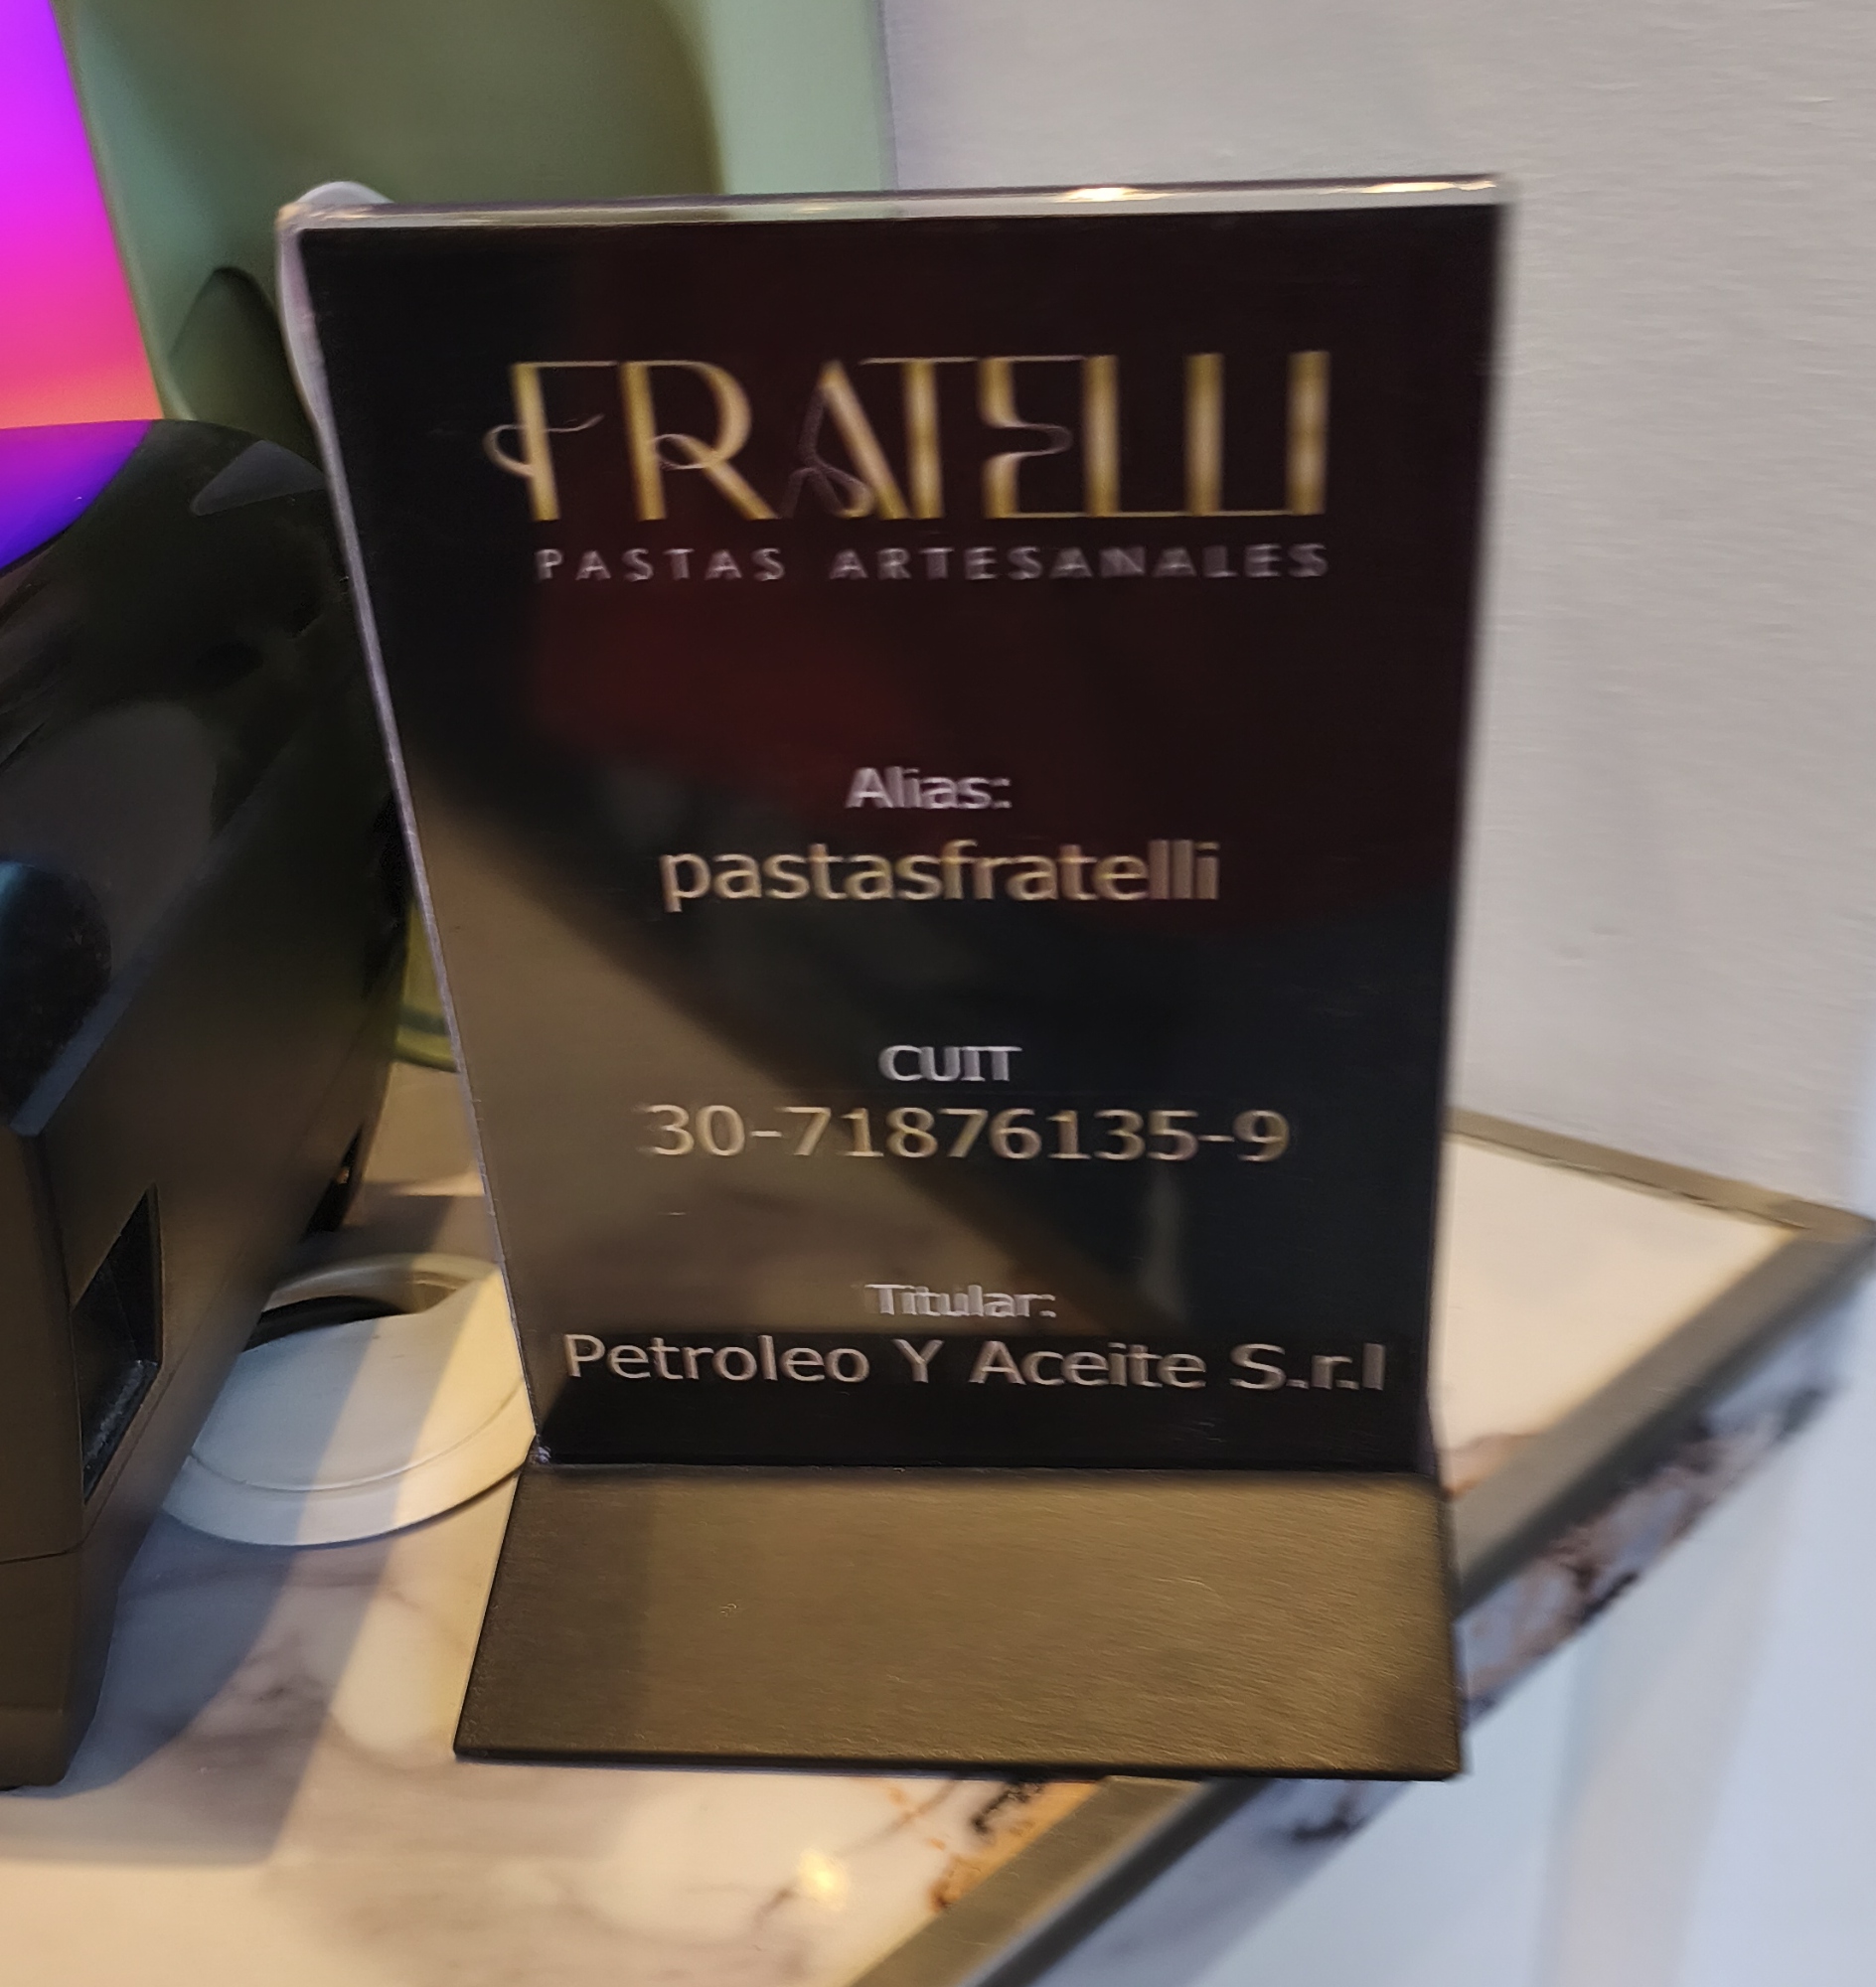 FRATELLI
PASTAS ARTESANALES
Alias:
pastasfratelli
CUIT
30-71876135-9
Titular:
Petroleo Y Aceite S.r.l